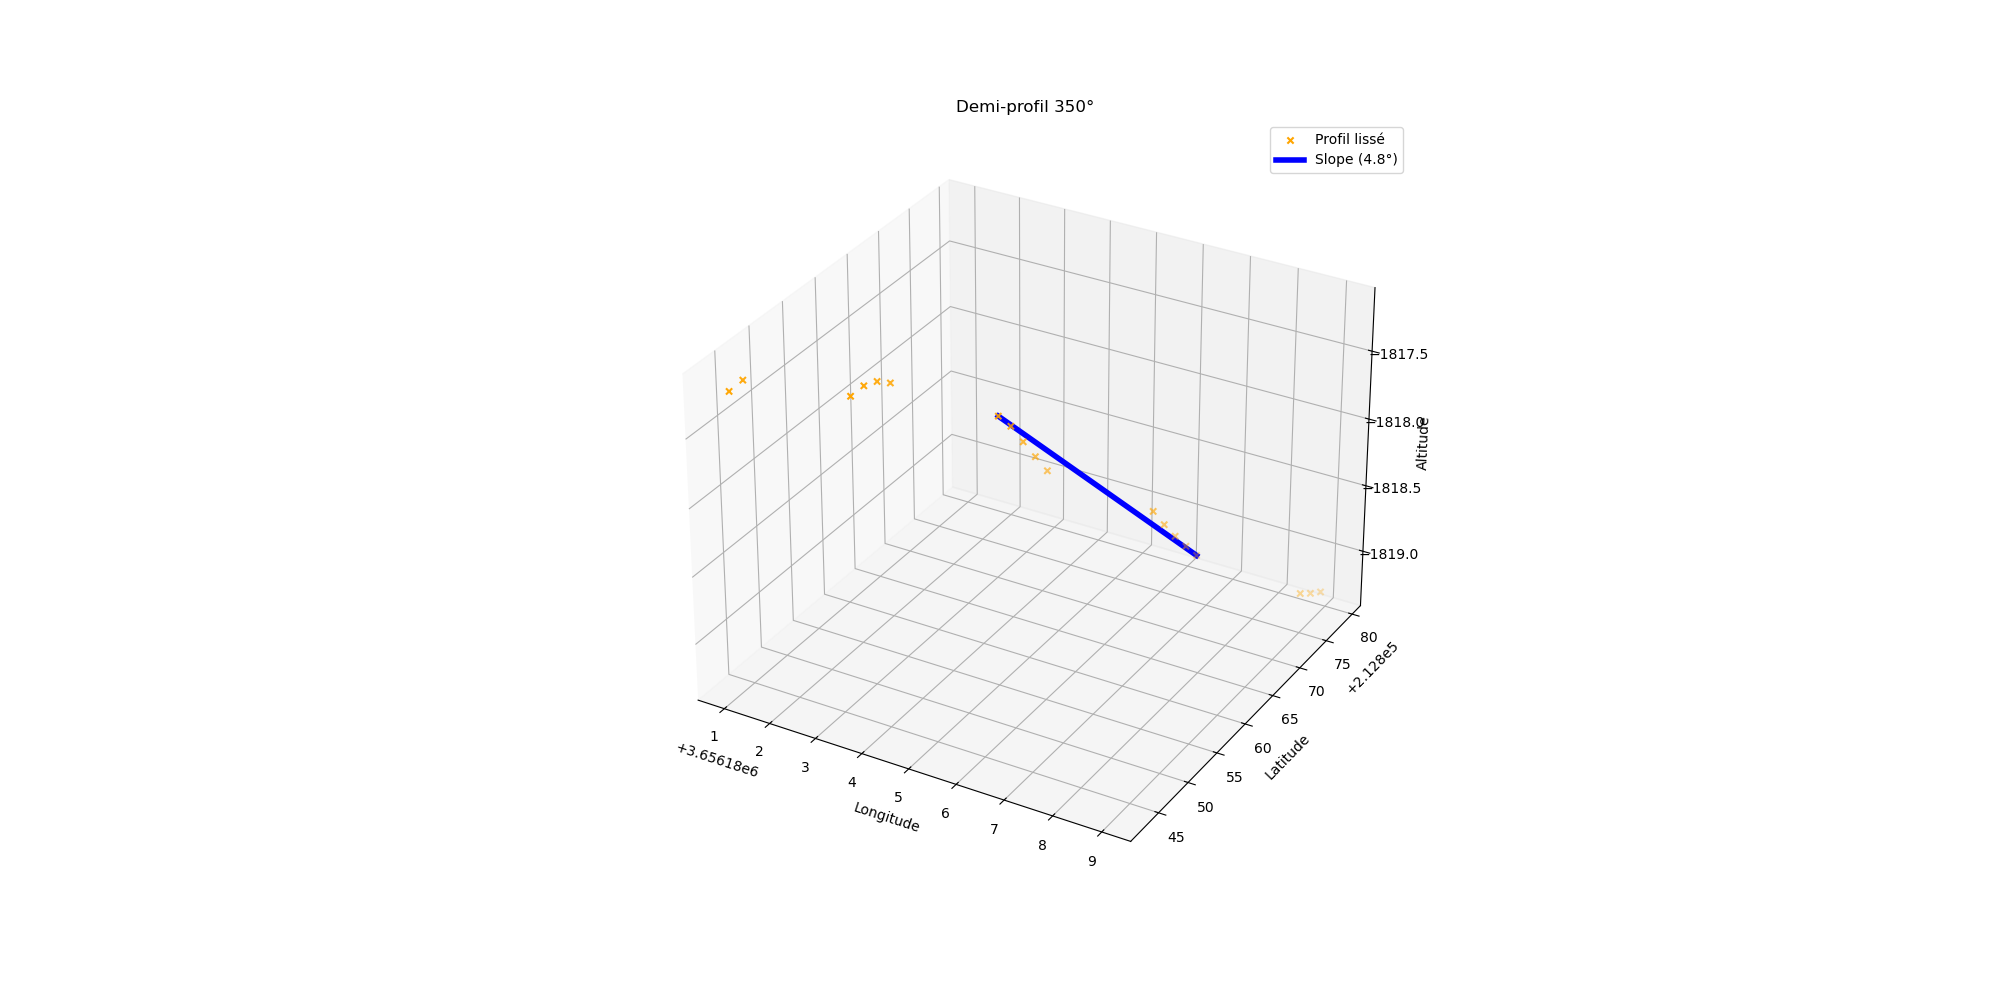 Demi-profil 350°
Profil lissé
Slope (4.8°)
−1817.5
−1818.0
−1818.5
−1819.0
Altitude
80
75
70
65
60
55
50
45
+2.128e5
Latitude
1
2
3
4
5
6
7
8
9
+3.65618e6
Longitude